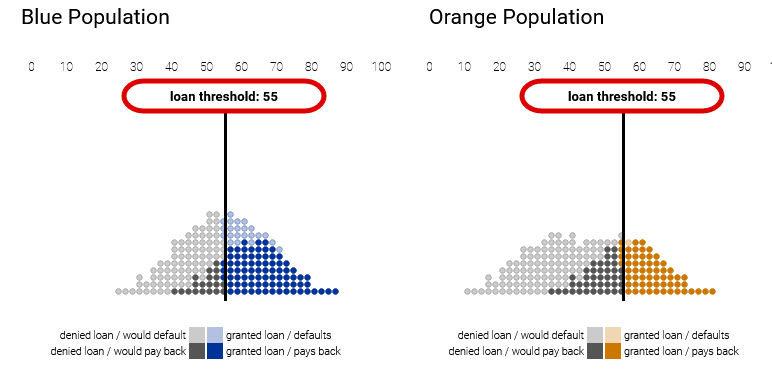 Blue Population
Orange Population
0 10 20 30 40 50 60 70 80 90 100
0 10 20 30 40 50 60 70 80 90
loan threshold: 55
loan threshold: 55
denied loan / would default
granted loan / defaults
denied loan / would pay back
granted loan / pays back
denied loan / would default
granted loan / defaults
denied loan / would pay back
granted loan / pays back